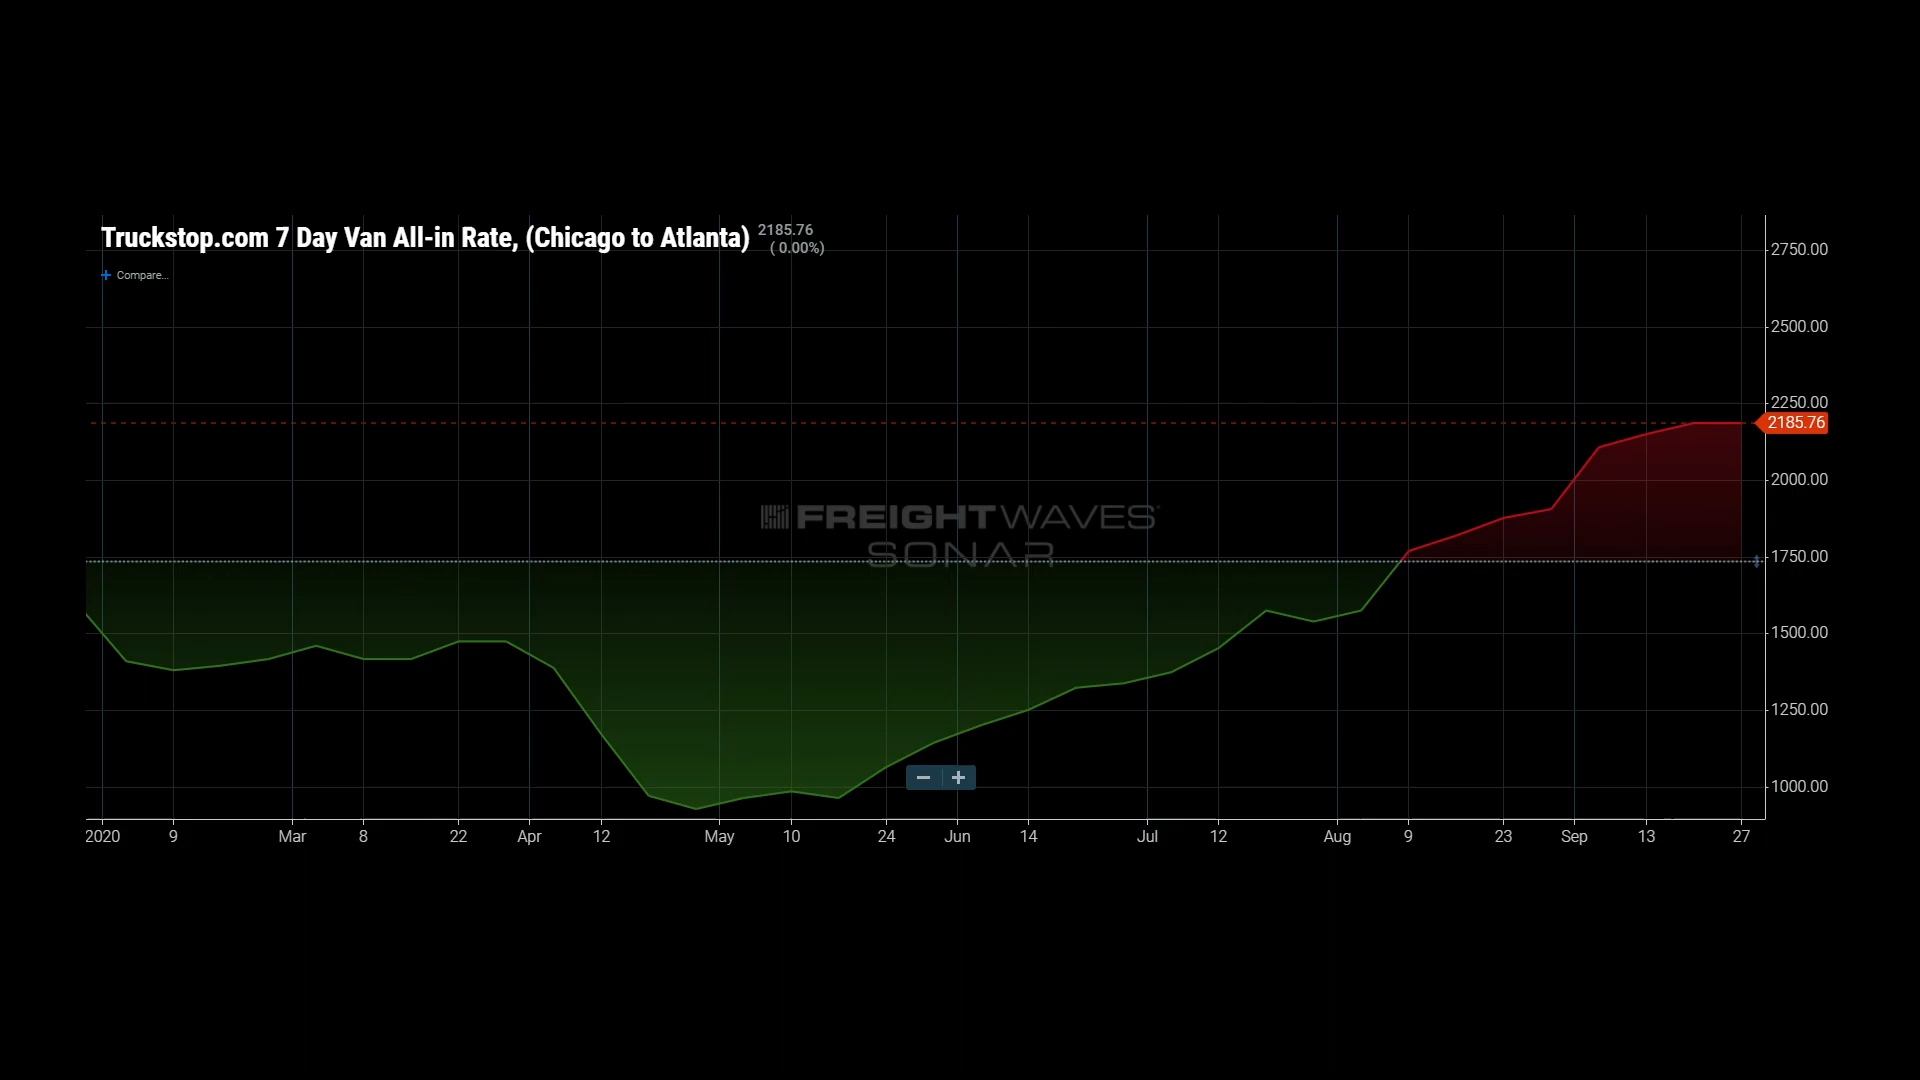 Truckstop.com 7 Day Van All-in Rate, (Chicago to Atlanta) 2185.76
( 0.00%)
+ Compare...
2750.00
2500.00
2250.00
2185.76
2000.00
FREIGHTWAVES
SONAR
1750.00
1500.00
1250.00
1000.00
2020 9 Mar 8 22 Apr 12 May 10 24 Jun 14 Jul 12 Aug 9 23 Sep 13 27